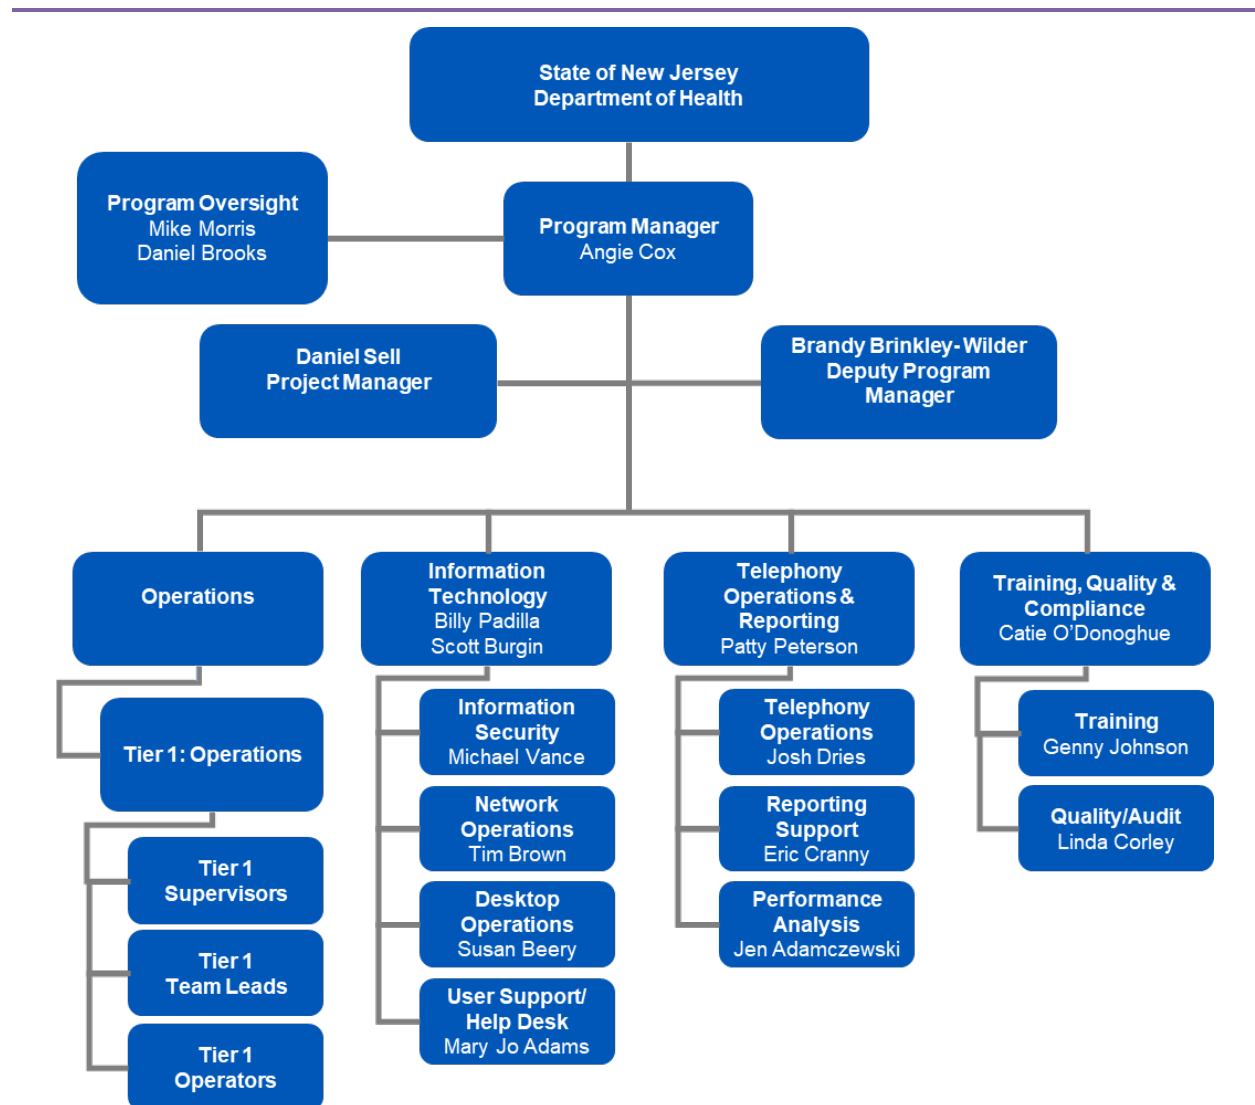 State of New Jersey
Department of Health
Program Oversight
Mike Morris
Daniel Brooks
Program Manager
Angie Cox
Daniel Sell
Project Manager
Brandy Brinkley-Wilder
Deputy Program
Manager
Operations
Information
Technology
Billy Padilla
Scott Burgin
Telephony
Operations &
Reporting
Patty Peterson
Training, Quality &
Compliance
Catie O’Donoghue
Tier 1: Operations
Tier 1
Supervisors
Tier 1
Team Leads
Tier 1
Operators
Information
Security
Michael Vance
Network
Operations
Tim Brown
Desktop
Operations
Susan Beery
User Support/
Help Desk
Mary Jo Adams
Telephony
Operations
Josh Dries
Reporting
Support
Eric Cranny
Performance
Analysis
Jen Adamczewski
Training
Genny Johnson
Quality/Audit
Linda Corley